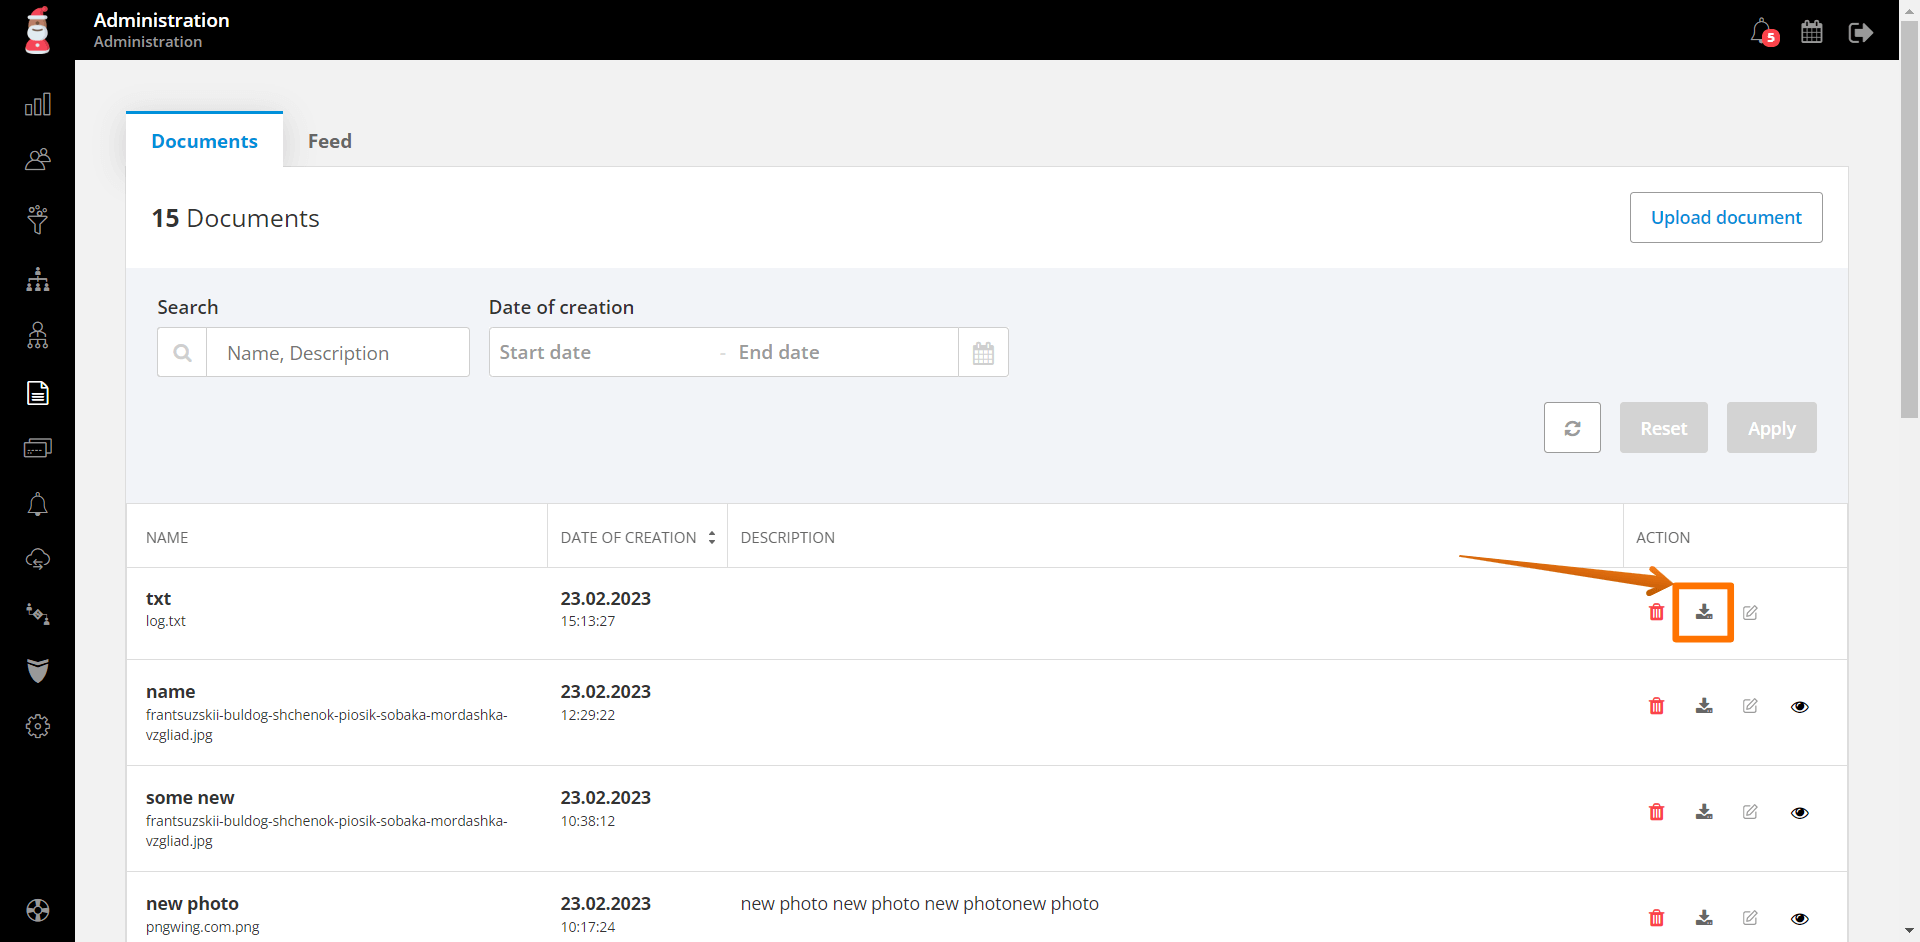 Administration
Administration
5
Documents
Feed
15 Documents
Upload document
Search
Date of creation
Name, Description
Start date - End date
Reset
Apply
NAME
DATE OF CREATION
DESCRIPTION
ACTION
txt
log.txt
23.02.2023
15:13:27
name
frantsuzskii-buldog-shchenok-piosik-sobaka-mordashka-
vzgliad.jpg
23.02.2023
12:29:22
some new
frantsuzskii-buldog-shchenok-piosik-sobaka-mordashka-
vzgliad.jpg
23.02.2023
10:38:12
new photo
pngwing.com.png
23.02.2023
10:17:24
new photo new photo new photonew photo